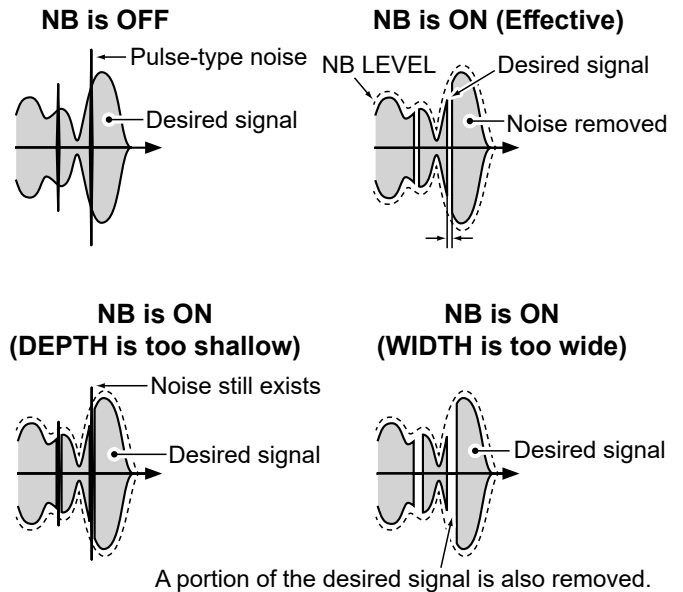 NB is OFF
Pulse-type noise
Desired signal
NB is ON (Effective)
NB LEVEL
Desired signal
Noise removed
NB is ON
(DEPTH is too shallow)
Noise still exists
Desired signal
NB is ON
(WIDTH is too wide)
Desired signal
A portion of the desired signal is also removed.